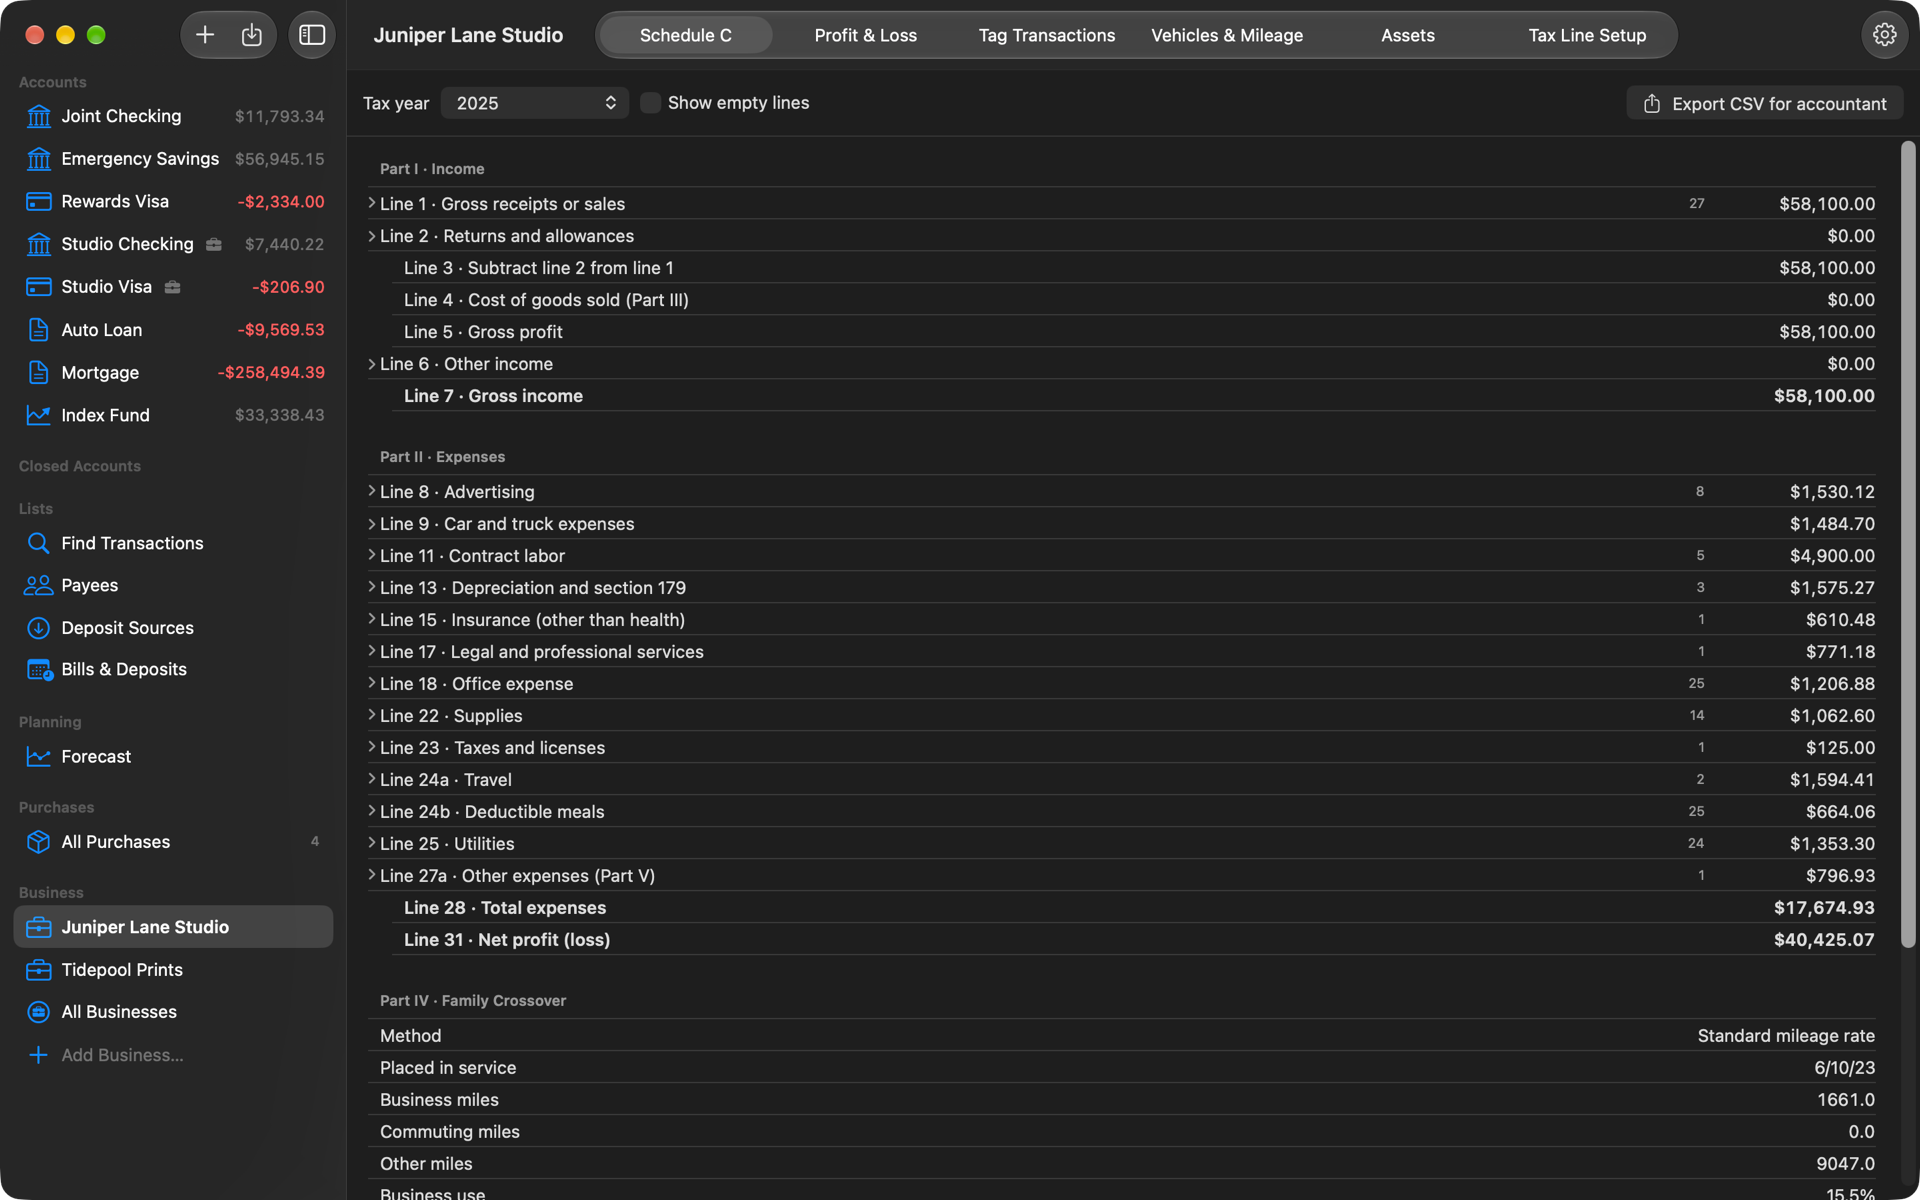 Juniper Lane Studio
Schedule C
Profit & Loss
Tag Transactions
Vehicles & Mileage
Assets
Tax Line Setup
Accounts
Joint Checking $11,793.34
Emergency Savings $56,945.15
Rewards Visa -$2,334.00
Studio Checking $7,440.22
Studio Visa -$206.90
Auto Loan -$9,569.53
Mortgage -$258,494.39
Index Fund $33,338.43
Closed Accounts
Lists
Find Transactions
Payees
Deposit Sources
Bills & Deposits
Planning
Forecast
Purchases
All Purchases 4
Business
Juniper Lane Studio
Tidepool Prints
All Businesses
Add Business...
Tax year 2025 Show empty lines
Export CSV for accountant
Part I · Income
Line 1 · Gross receipts or sales 27 $58,100.00
Line 2 · Returns and allowances $0.00
Line 3 · Subtract line 2 from line 1 $58,100.00
Line 4 · Cost of goods sold (Part III) $0.00
Line 5 · Gross profit $58,100.00
Line 6 · Other income $0.00
Line 7 · Gross income $58,100.00
Part II · Expenses
Line 8 · Advertising 8 $1,530.12
Line 9 · Car and truck expenses $1,484.70
Line 11 · Contract labor 5 $4,900.00
Line 13 · Depreciation and section 179 3 $1,575.27
Line 15 · Insurance (other than health) 1 $610.48
Line 17 · Legal and professional services 1 $771.18
Line 18 · Office expense 25 $1,206.88
Line 22 · Supplies 14 $1,062.60
Line 23 · Taxes and licenses 1 $125.00
Line 24a · Travel 2 $1,594.41
Line 24b · Deductible meals 25 $664.06
Line 25 · Utilities 24 $1,353.30
Line 27a · Other expenses (Part V) 1 $796.93
Line 28 · Total expenses $17,674.93
Line 31 · Net profit (loss) $40,425.07
Part IV · Family Crossover
Method Standard mileage rate
Placed in service 6/10/23
Business miles 1661.0
Commuting miles 0.0
Other miles 9047.0
Business use 15.5%